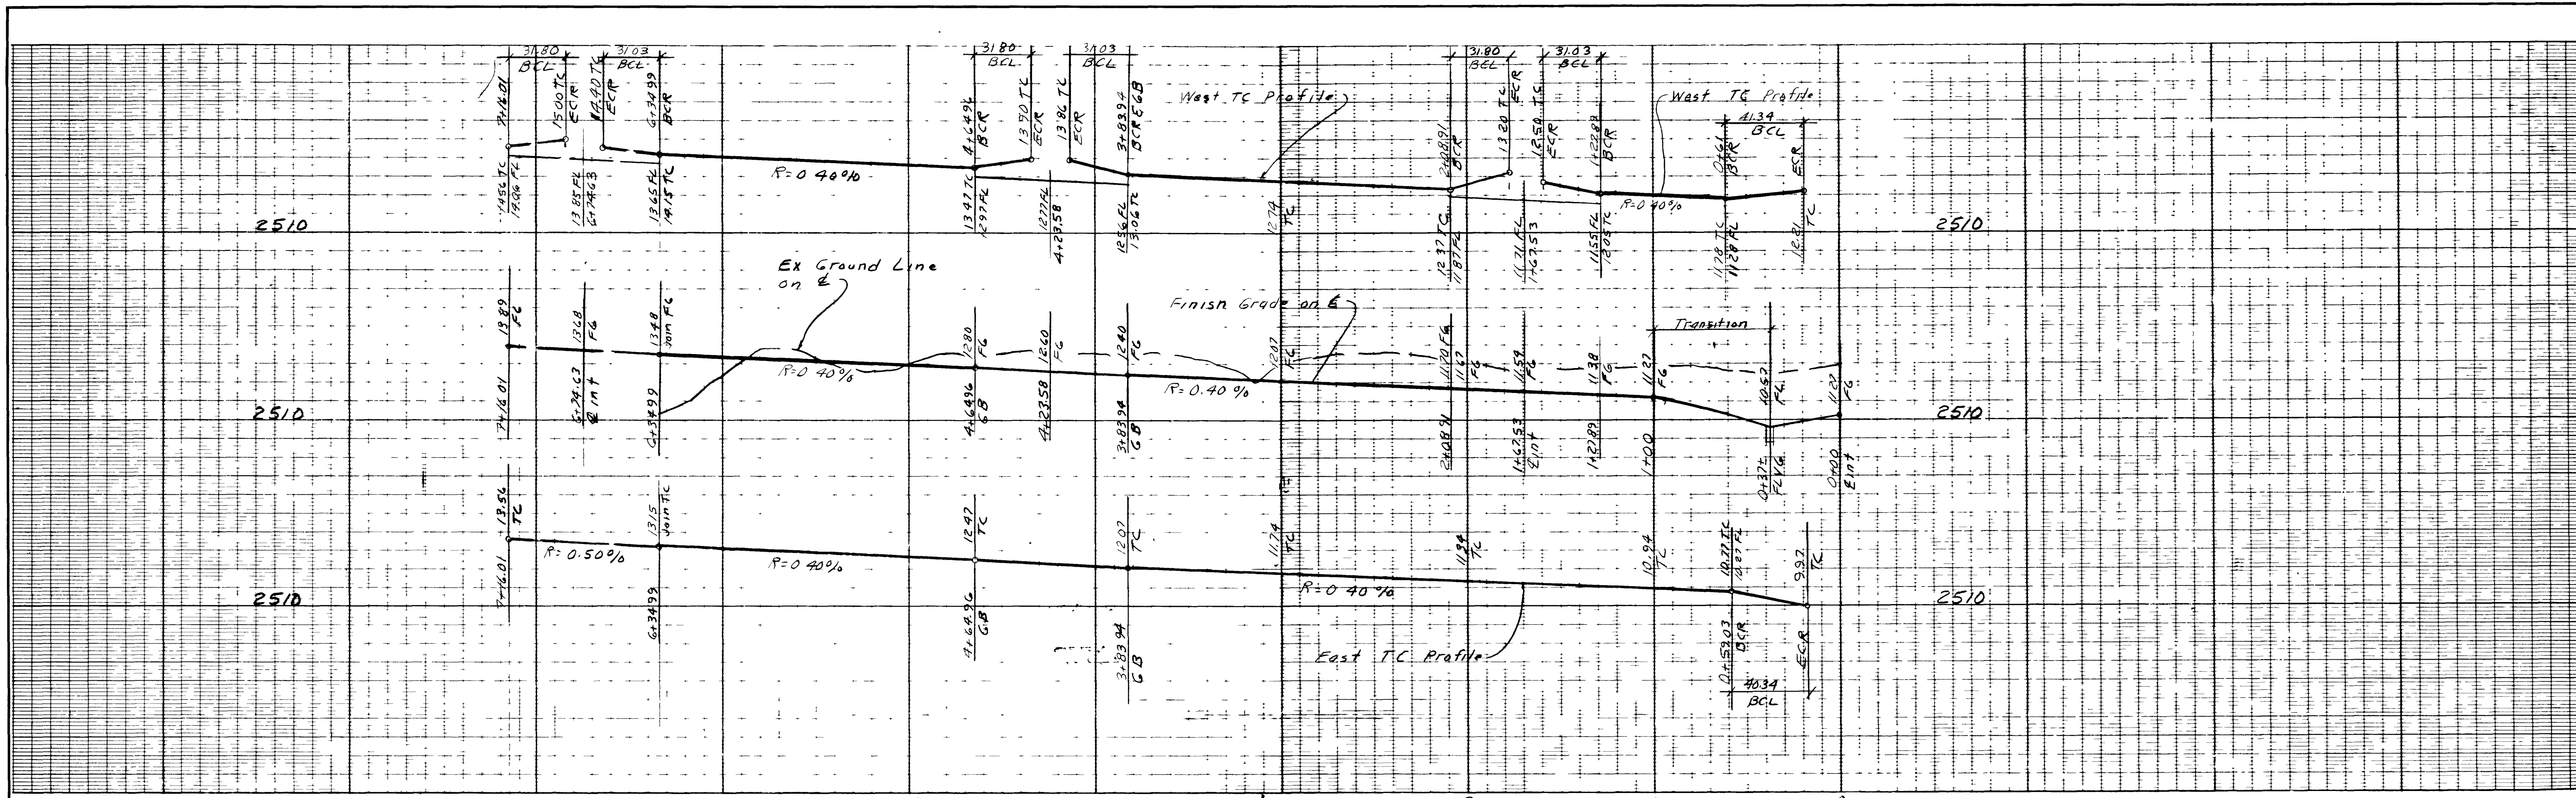 31.80
BCL
31.03
BCL
31.80
BCL
31.03
BCL
31.80
BCL
31.03
BCL
41.34
BCL
7+16.01
15.00 TC
ECR
14.40 TC
ECR
6+34.99
BCR
4+64.96
BCR
13.90 TC
ECR
13.86 TC
ECR
3+83.94
BCR & GB
West TC Profile
2+08.91
BCR
13.20 TC
ECR
12.50 TC
ECR
1+27.89
BCR
West TC Profile
0+61
BCR
ECR
14.56 TC
14.06 FL
13.85 FL
6+74.63
13.65 FL
14.15 TC
R=0.40%
13.47 TC
12.97 FL
12.77 FL
4+23.58
12.56 FL
13.06 TC
12.74
TC
12.37 TC
11.87 FL
11.71 FL
1+67.53
11.55 FL
12.05 TC
R=0.40%
11.78 TC
11.28 FL
12.21
TC
2510
2510
Ex Ground Line
on ℄
Finish Grade on ℄
Transition
13.89
FG
13.68
FG
13.48
Join FG
12.80
FG
12.60
FG
12.40
FG
12.07
FG
11.70 FG
11.67
FG
11.54
FG
11.38
FG
11.27
FG
10.57
FL
11.27
FG
R=0.40%
R=0.40%
7+16.01
6+74.63
℄ int
6+34.99
4+64.96
GB
4+23.58
3+83.94
GB
2+08.91
1+67.53
℄ int
1+27.89
1+00
0+37±
FLVG
0+00
℄ int
2510
2510
13.56
TC
13.15
Join TC
12.47
TC
12.07
TC
11.74
TC
11.34
TC
10.94
TC
10.77 TC
10.27 FL
9.97
TC
R=0.50%
R=0.40%
R=0.40%
7+16.01
6+34.99
4+64.96
GB
3+83.94
GB
East TC Profile
0+59.03
BCR
ECR
2510
2510
40.34
BCL